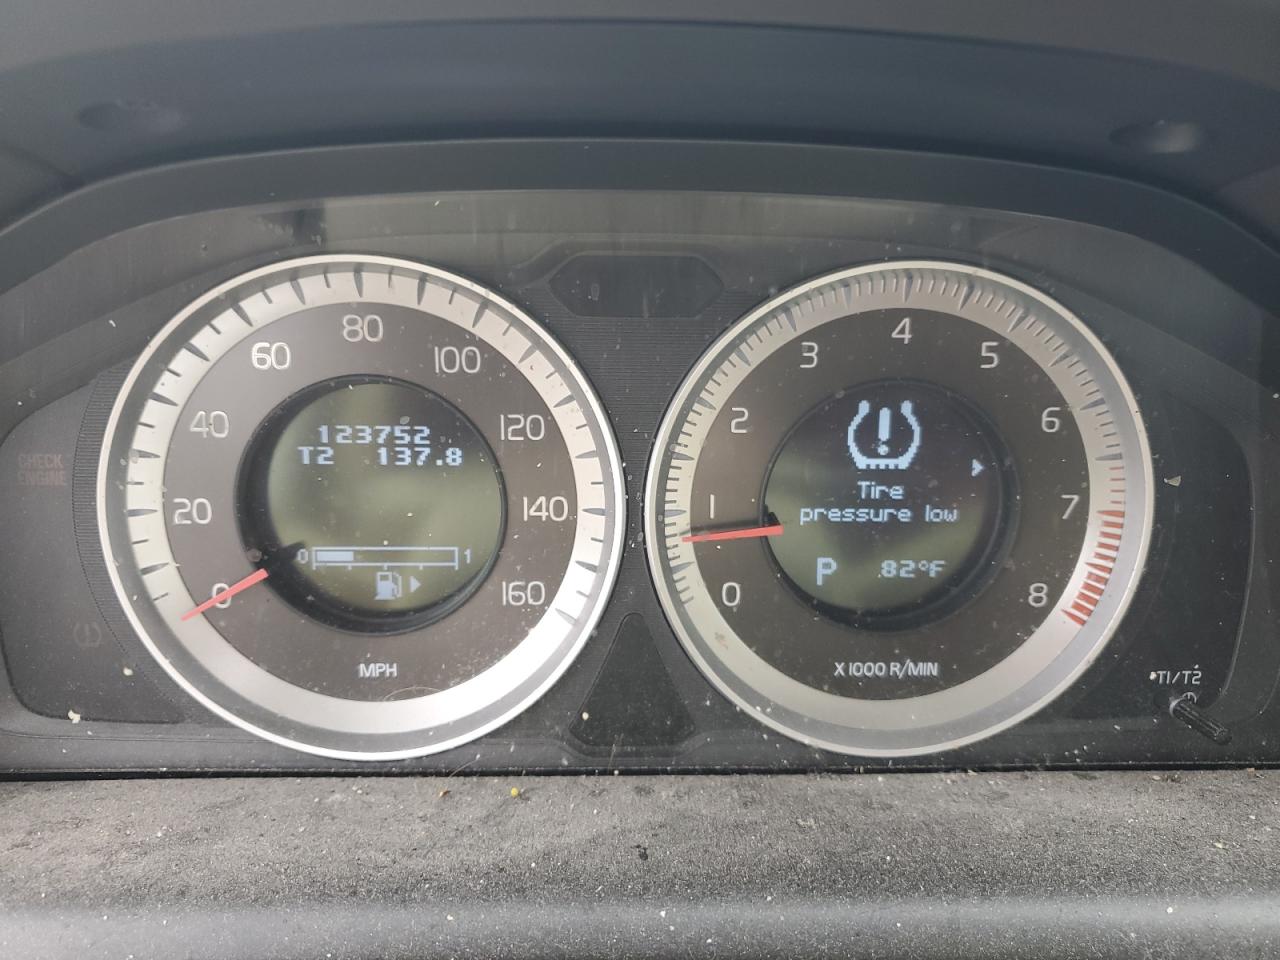 CHECK
ENGINE
0
20
40
60
80
100
120
140
160
MPH
123752
T2 137.8
0 1
0
1
2
3
4
5
6
7
8
X 1000 R/MIN
Tire
pressure low
P 82°F
T1/T2